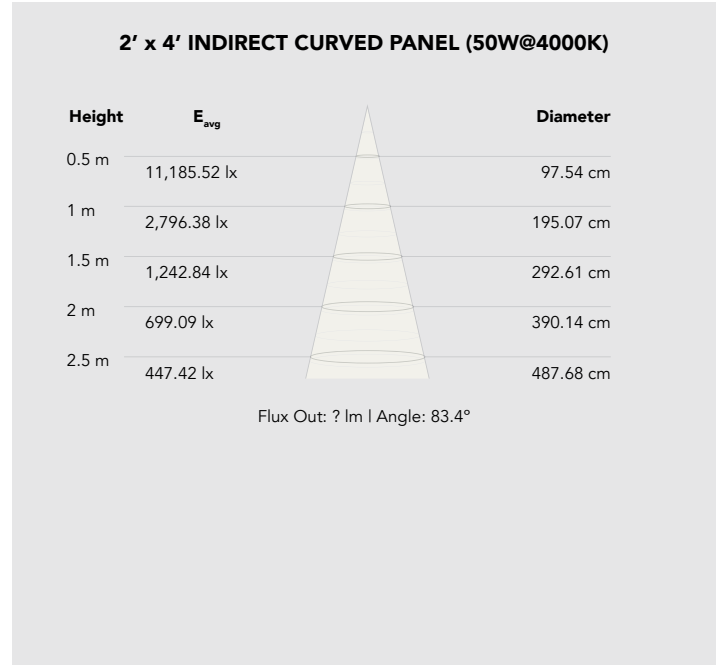 2’ x 4’ INDIRECT CURVED PANEL (50W@4000K)
Height Eavg Diameter
0.5 m
11,185.52 lx 97.54 cm
1 m
2,796.38 lx 195.07 cm
1.5 m
1,242.84 lx 292.61 cm
2 m
699.09 lx 390.14 cm
2.5 m
447.42 lx 487.68 cm
Flux Out: ? lm | Angle: 83.4º